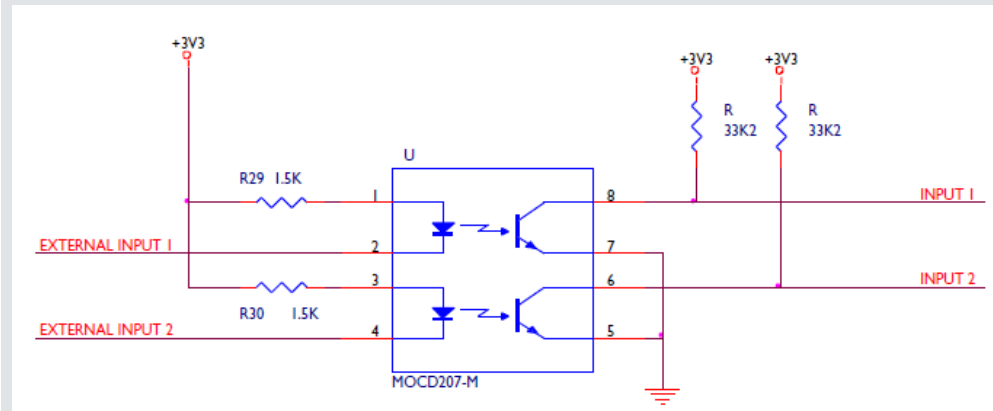 +3V3
+3V3
+3V3
R
33K2
R
33K2
U
R29 1.5K
1
8
INPUT 1
EXTERNAL INPUT 1
2
7
3
6
INPUT 2
R30 1.5K
EXTERNAL INPUT 2
4
5
MOCD207-M